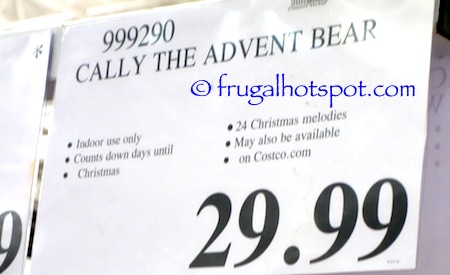 999290
CALLY THE ADVENT BEAR
© frugalhotspot.com
• Indoor use only
• Counts down days until
• Christmas
• 24 Christmas melodies
• May also be available
• on Costco.com
29.99
9